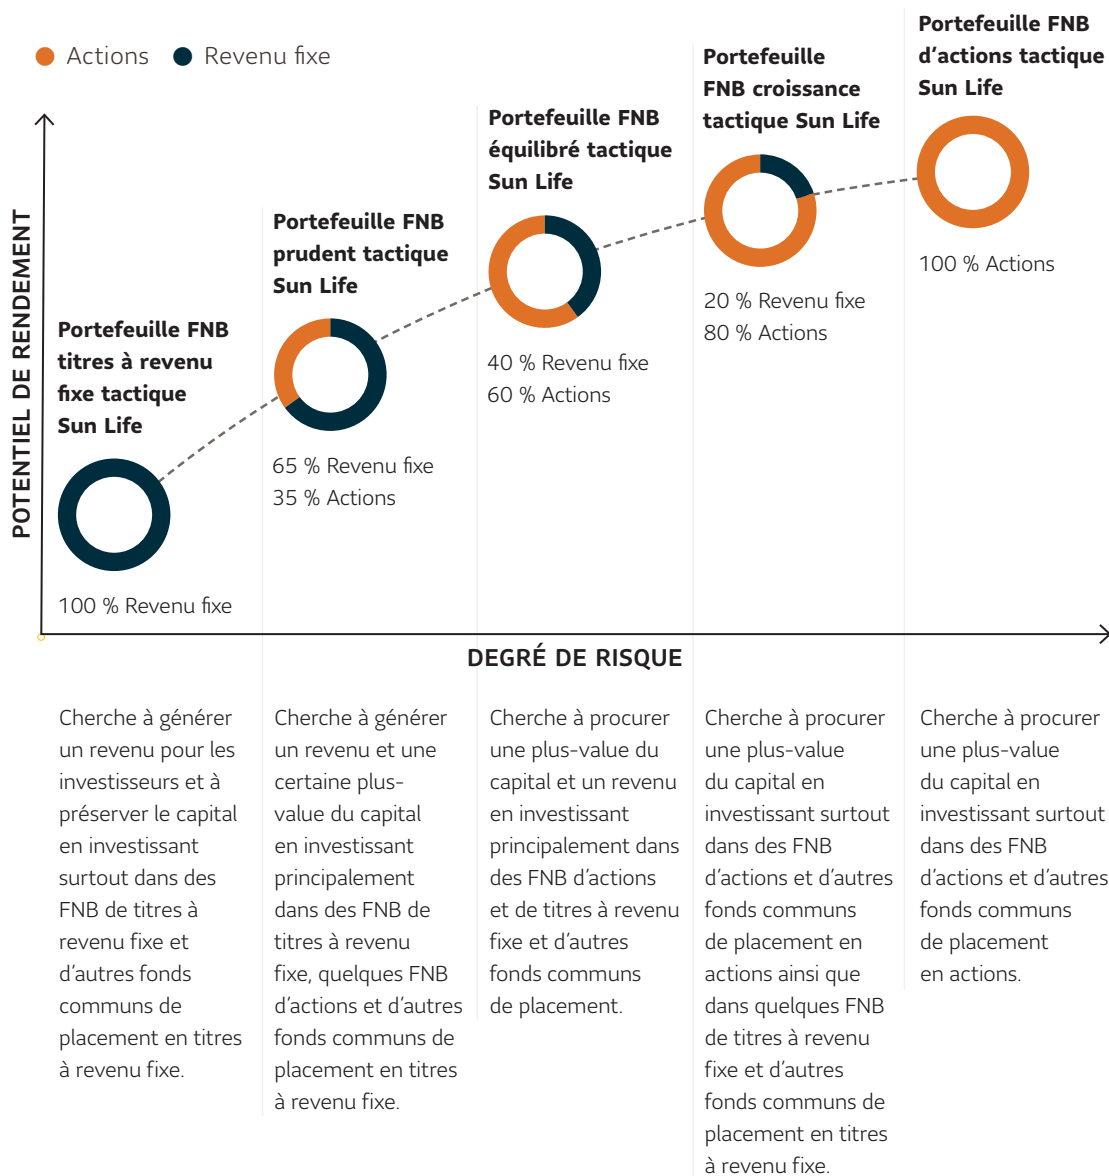 Actions
Revenu fixe
POTENTIEL DE RENDEMENT
Portefeuille FNB
titres à revenu
fixe tactique
Sun Life
100 % Revenu fixe
Portefeuille FNB
prudent tactique
Sun Life
65 % Revenu fixe
35 % Actions
Portefeuille FNB
équilibré tactique
Sun Life
40 % Revenu fixe
60 % Actions
Portefeuille
FNB croissance
tactique Sun Life
20 % Revenu fixe
80 % Actions
Portefeuille FNB
d’actions tactique
Sun Life
100 % Actions
DEGRÉ DE RISQUE
Cherche à générer
un revenu pour les
investisseurs et à
préserver le capital
en investissant
surtout dans des
FNB de titres à
revenu fixe et
d’autres fonds
communs de
placement en titres
à revenu fixe.
Cherche à générer
un revenu et une
certaine plus-
value du capital
en investissant
principalement
dans des FNB de
titres à revenu
fixe, quelques FNB
d’actions et d’autres
fonds communs de
placement en titres
à revenu fixe.
Cherche à procurer
une plus-value du
capital et un revenu
en investissant
principalement dans
des FNB d’actions
et de titres à revenu
fixe et d’autres
fonds communs
de placement.
Cherche à procurer
une plus-value
du capital en
investissant surtout
dans des FNB
d’actions et d’autres
fonds communs
de placement en
actions ainsi que
dans quelques FNB
de titres à revenu
fixe et d’autres
fonds communs de
placement en titres
à revenu fixe.
Cherche à procurer
une plus-value
du capital en
investissant surtout
dans des FNB
d’actions et d’autres
fonds communs
de placement
en actions.